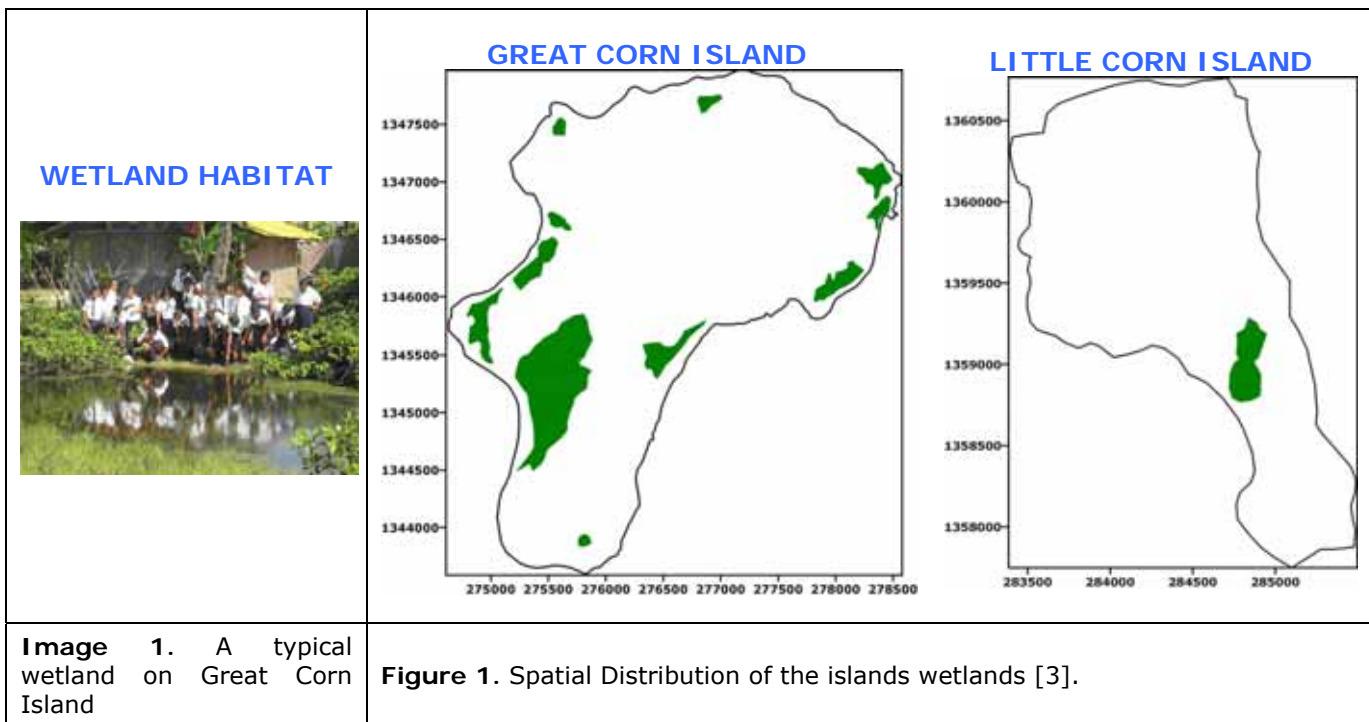 WETLAND HABITAT
GREAT CORN ISLAND
1347500
1347000
1346500
1346000
1345500
1345000
1344500
1344000
275000 275500 276000 276500 277000 277500 278000 278500
LITTLE CORN ISLAND
1360500
1360000
1359500
1359000
1358500
1358000
283500 284000 284500 285000
Image 1. A typical
wetland on Great Corn
Island
Figure 1. Spatial Distribution of the islands wetlands [3].